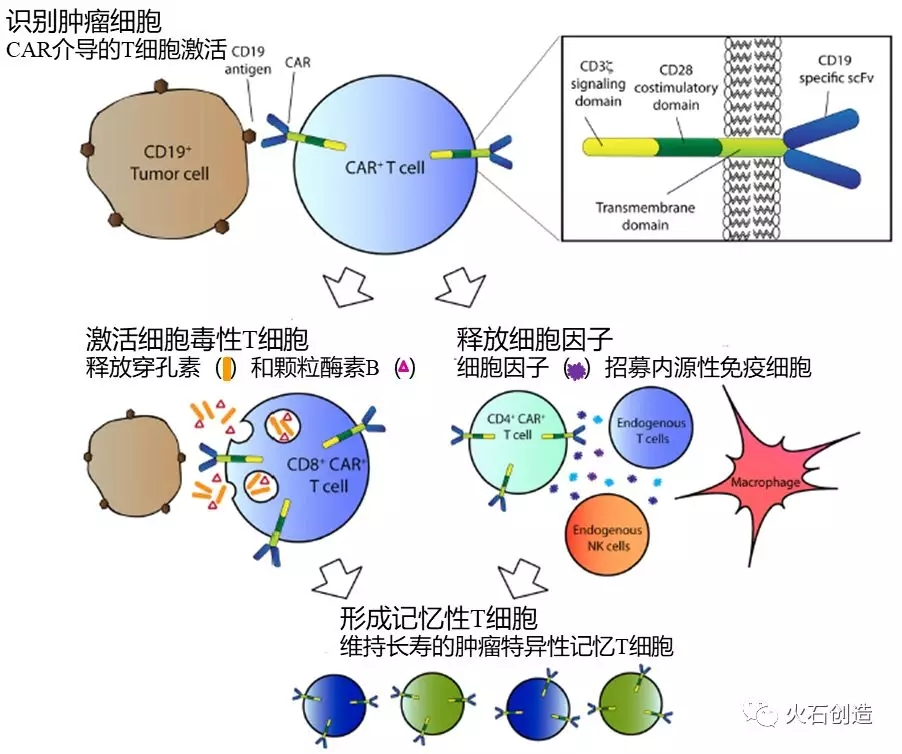 识别肿瘤细胞
CAR介导的T细胞激活
CD19
antigen
CAR
CD19⁺
Tumor cell
CAR⁺ T cell
CD3ζ
signaling
domain
CD28
costimulatory
domain
CD19
specific scFv
Transmembrane
domain
激活细胞毒性T细胞
释放穿孔素（）和颗粒酶素B（）
CD8⁺ CAR⁺
T cell
释放细胞因子
细胞因子（）招募内源性免疫细胞
CD4⁺ CAR⁺
T cell
Endogenous
T cells
Macrophage
Endogenous
NK cells
形成记忆性T细胞
维持长寿的肿瘤特异性记忆T细胞
火石创造